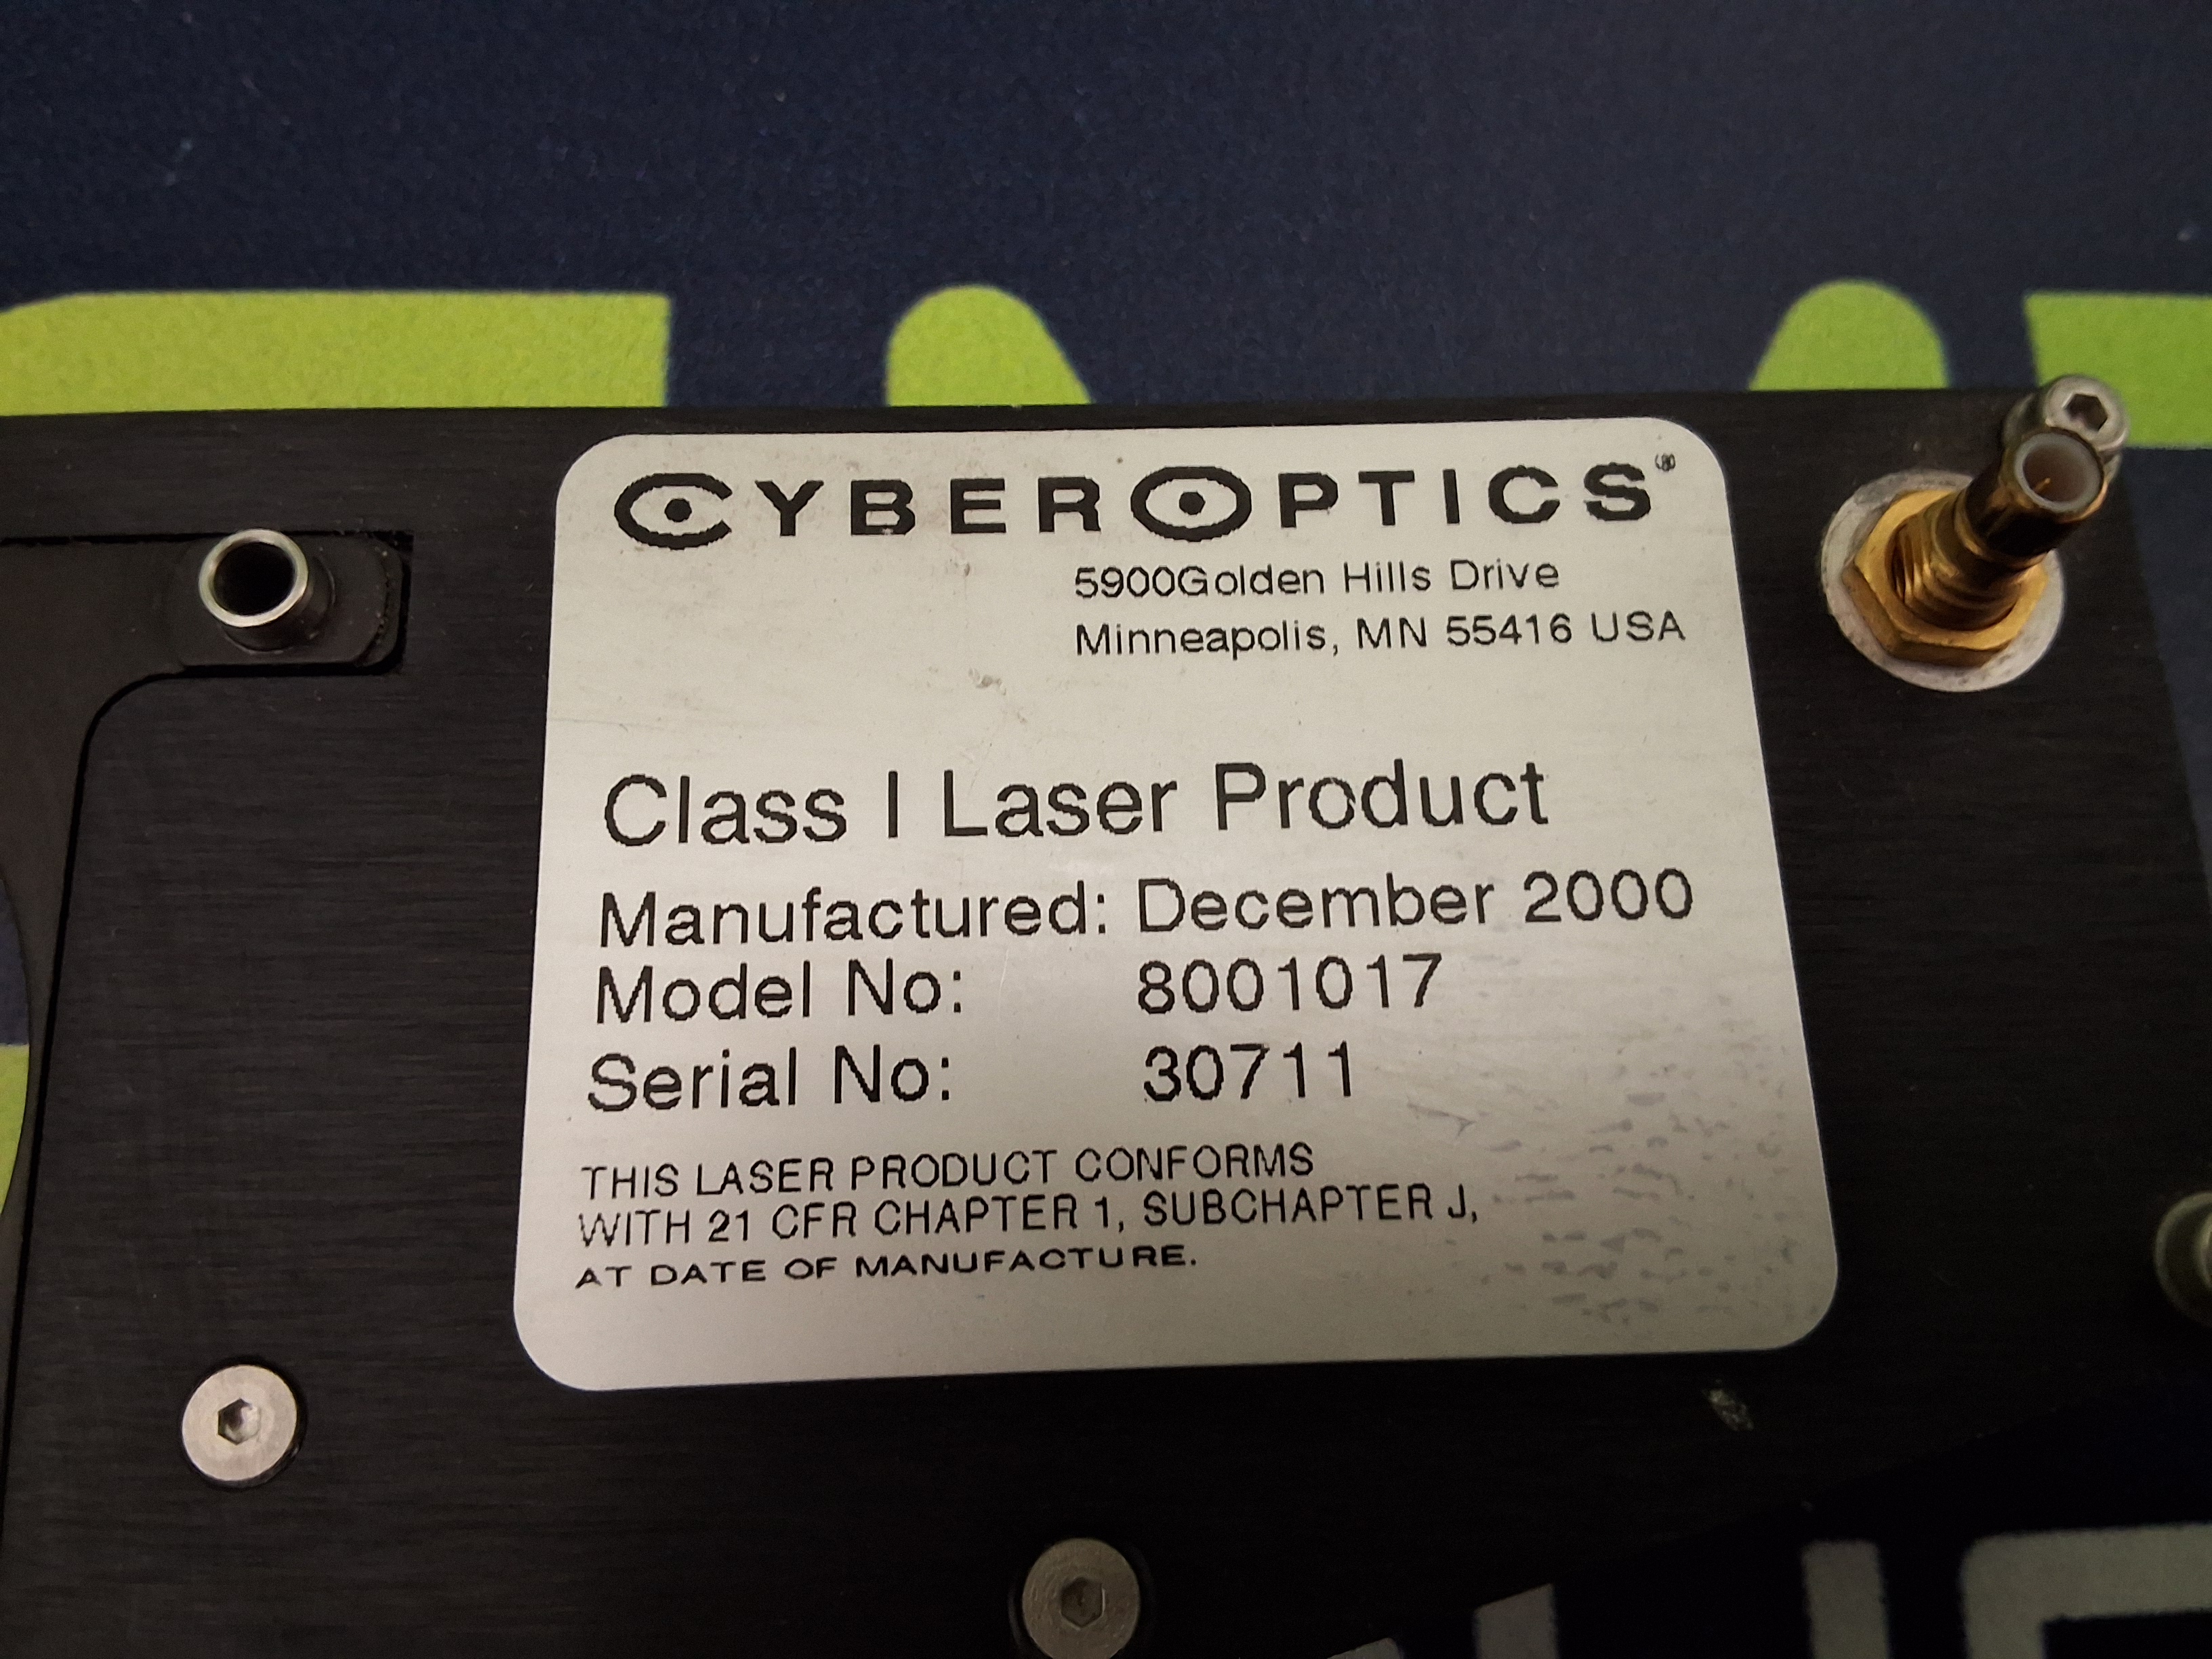 CYBEROPTICS®
5900Golden Hills Drive
Minneapolis, MN 55416 USA
Class I Laser Product
Manufactured: December 2000
Model No: 8001017
Serial No: 30711
THIS LASER PRODUCT CONFORMS
WITH 21 CFR CHAPTER 1, SUBCHAPTER J,
AT DATE OF MANUFACTURE.